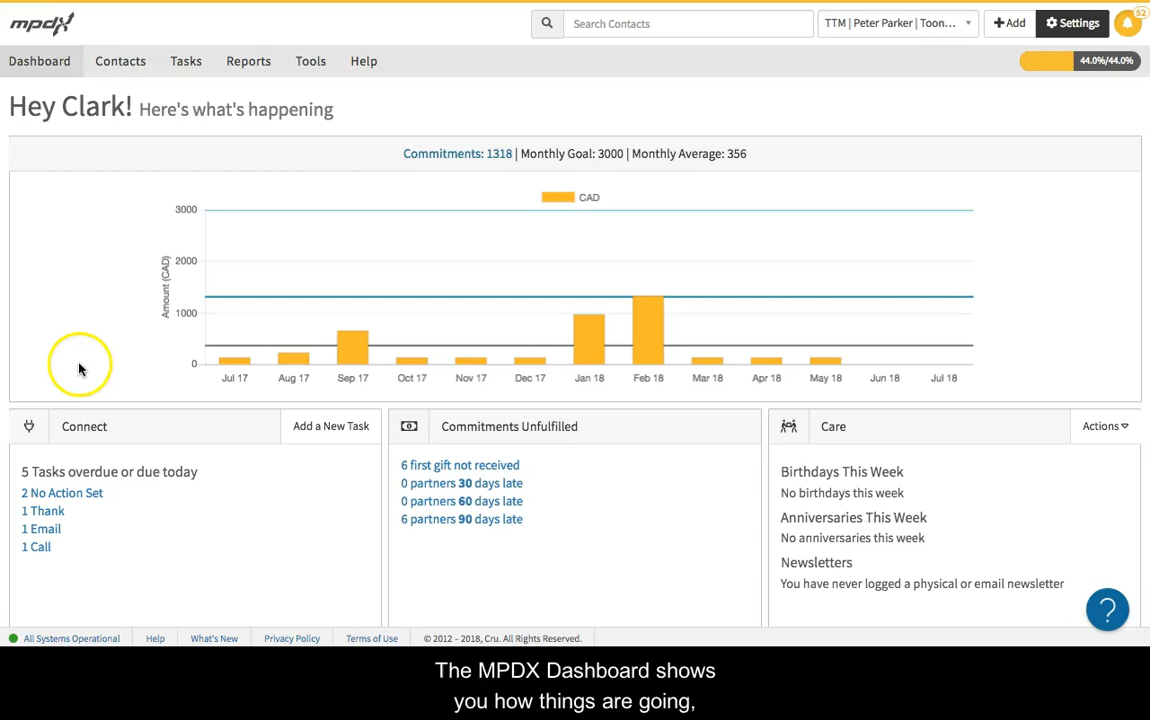 mpdx
Search Contacts
TTM | Peter Parker | Toon...
Add
Settings
52
Dashboard
Contacts
Tasks
Reports
Tools
Help
44.0%/44.0%
Hey Clark! Here's what's happening
Commitments: 1318 | Monthly Goal: 3000 | Monthly Average: 356
CAD
3000
2000
1000
0
Amount (CAD)
Jul 17
Aug 17
Sep 17
Oct 17
Nov 17
Dec 17
Jan 18
Feb 18
Mar 18
Apr 18
May 18
Jun 18
Jul 18
Connect
Add a New Task
5 Tasks overdue or due today
2 No Action Set
1 Thank
1 Email
1 Call
Commitments Unfulfilled
6 first gift not received
0 partners 30 days late
0 partners 60 days late
6 partners 90 days late
Care
Actions
Birthdays This Week
No birthdays this week
Anniversaries This Week
No anniversaries this week
Newsletters
You have never logged a physical or email newsletter
?
All Systems Operational
Help
What's New
Privacy Policy
Terms of Use
© 2012 – 2018, Cru. All Rights Reserved.
The MPDX Dashboard shows
you how things are going,